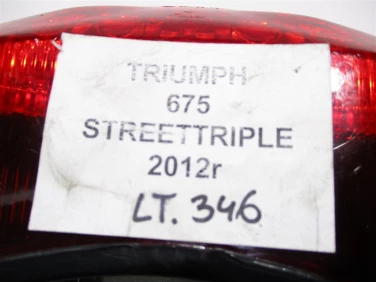 TRIUMPH
675
STREETTRIPLE
2012r
LT. 346